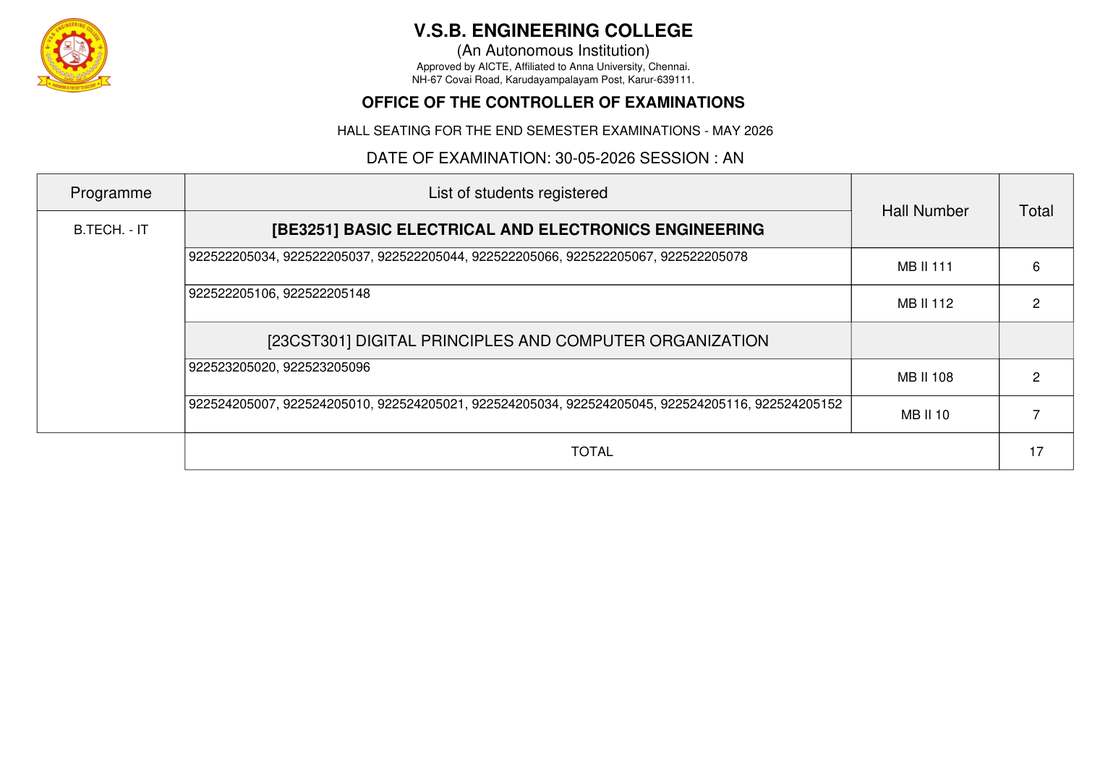 V.S.B. ENGINEERING COLLEGE
(An Autonomous Institution)
Approved by AICTE, Affiliated to Anna University, Chennai.
NH-67 Covai Road, Karudayampalayam Post, Karur-639111.
OFFICE OF THE CONTROLLER OF EXAMINATIONS
HALL SEATING FOR THE END SEMESTER EXAMINATIONS - MAY 2026
DATE OF EXAMINATION: 30-05-2026 SESSION : AN
Programme List of students registered Hall Number Total
B.TECH. - IT [BE3251] BASIC ELECTRICAL AND ELECTRONICS ENGINEERING
922522205034, 922522205037, 922522205044, 922522205066, 922522205067, 922522205078 MB II 111 6
922522205106, 922522205148 MB II 112 2
[23CST301] DIGITAL PRINCIPLES AND COMPUTER ORGANIZATION
922523205020, 922523205096 MB II 108 2
922524205007, 922524205010, 922524205021, 922524205034, 922524205045, 922524205116, 922524205152 MB II 10 7
TOTAL 17